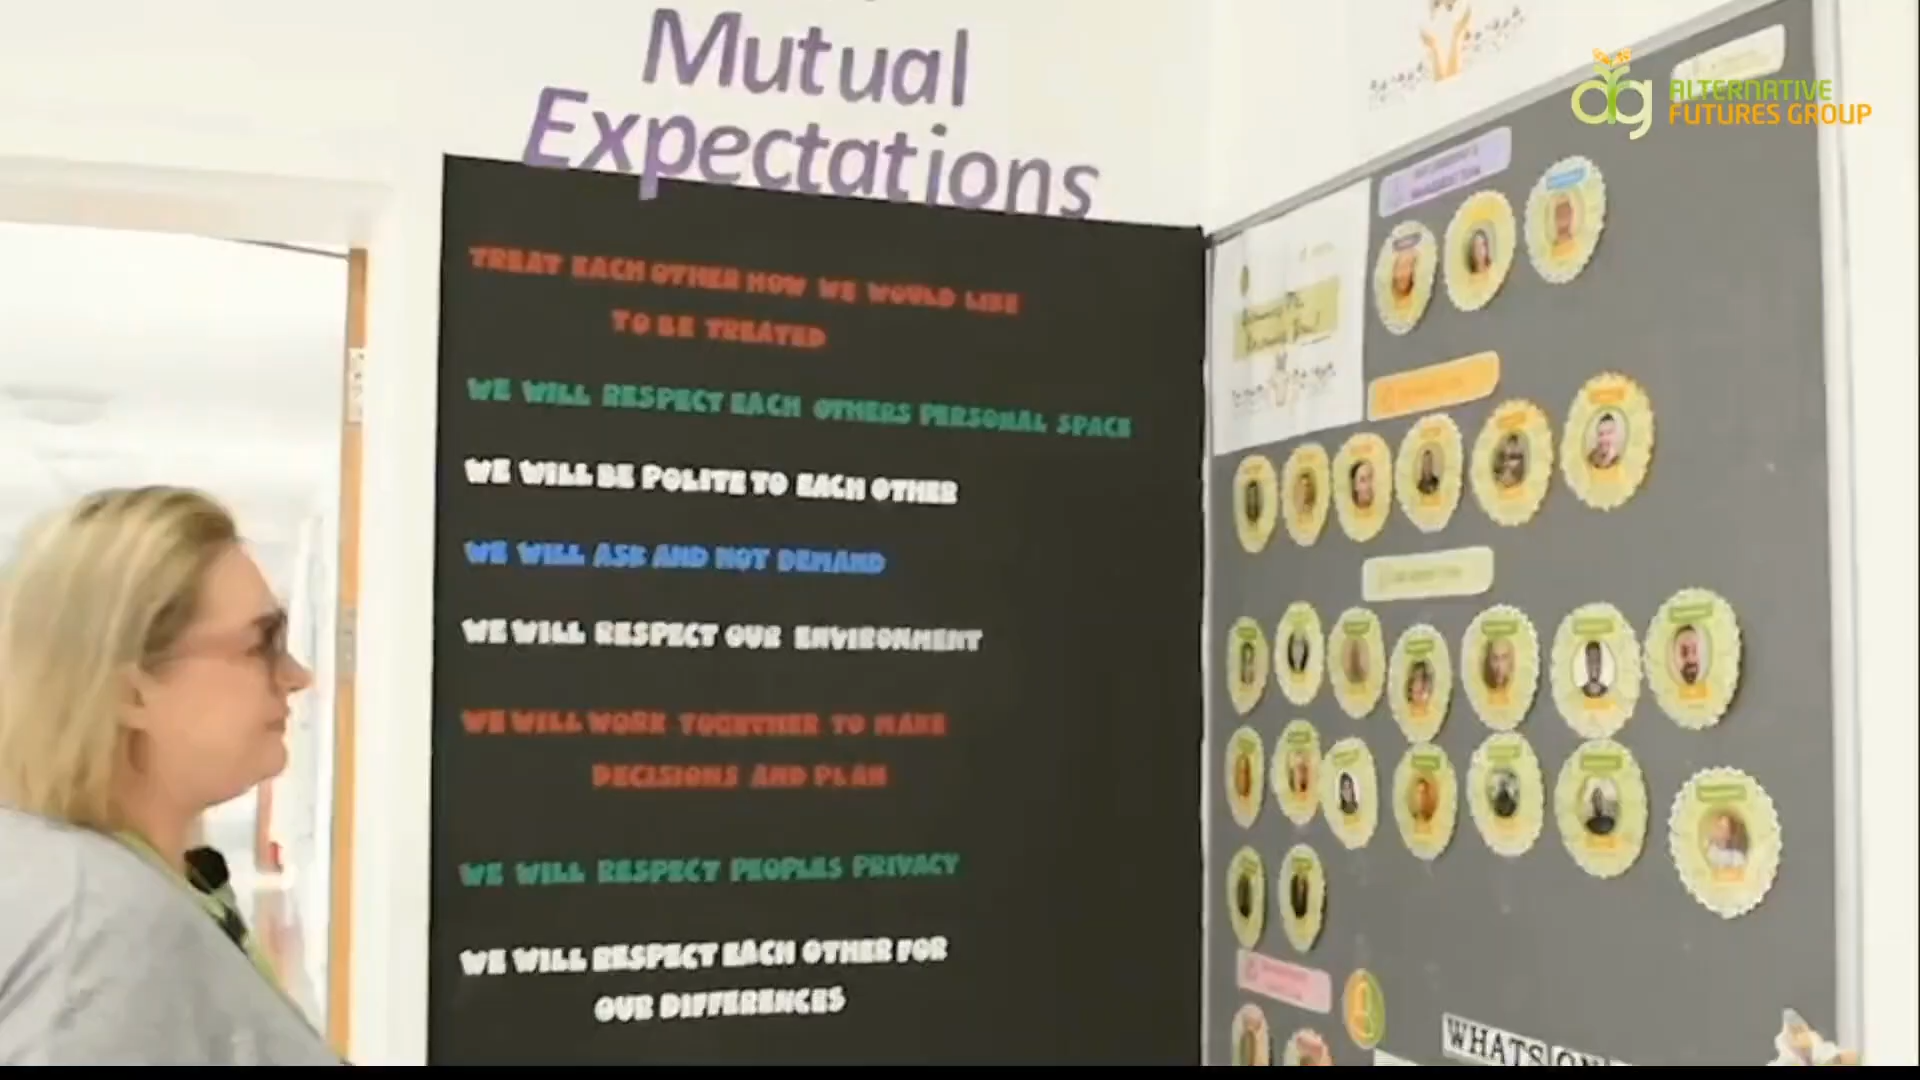 Mutual
Expectations
TREAT EACH OTHER HOW WE WOULD LIKE
TO BE TREATED
WE WILL RESPECT EACH OTHERS PERSONAL SPACE
WE WILL BE POLITE TO EACH OTHER
WE WILL ASK AND NOT DEMAND
WE WILL RESPECT OUR ENVIRONMENT
WE WILL WORK TOGETHER TO MAKE
DECISIONS AND PLAN
WE WILL RESPECT PEOPLES PRIVACY
WE WILL RESPECT EACH OTHER FOR
OUR DIFFERENCES
ag ALTERNATIVE
FUTURES GROUP
WHATS ON